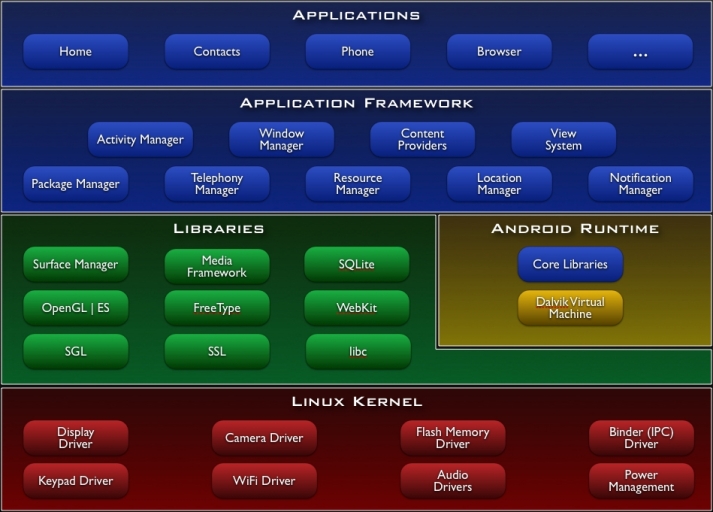 Applications
Home
Contacts
Phone
Browser
...
Application Framework
Activity Manager
Window
Manager
Content
Providers
View
System
Package Manager
Telephony
Manager
Resource
Manager
Location
Manager
Notification
Manager
Libraries
Surface Manager
Media
Framework
SQLite
OpenGL | ES
FreeType
WebKit
SGL
SSL
libc
Android Runtime
Core Libraries
Dalvik Virtual
Machine
Linux Kernel
Display
Driver
Camera Driver
Flash Memory
Driver
Binder (IPC)
Driver
Keypad Driver
WiFi Driver
Audio
Drivers
Power
Management